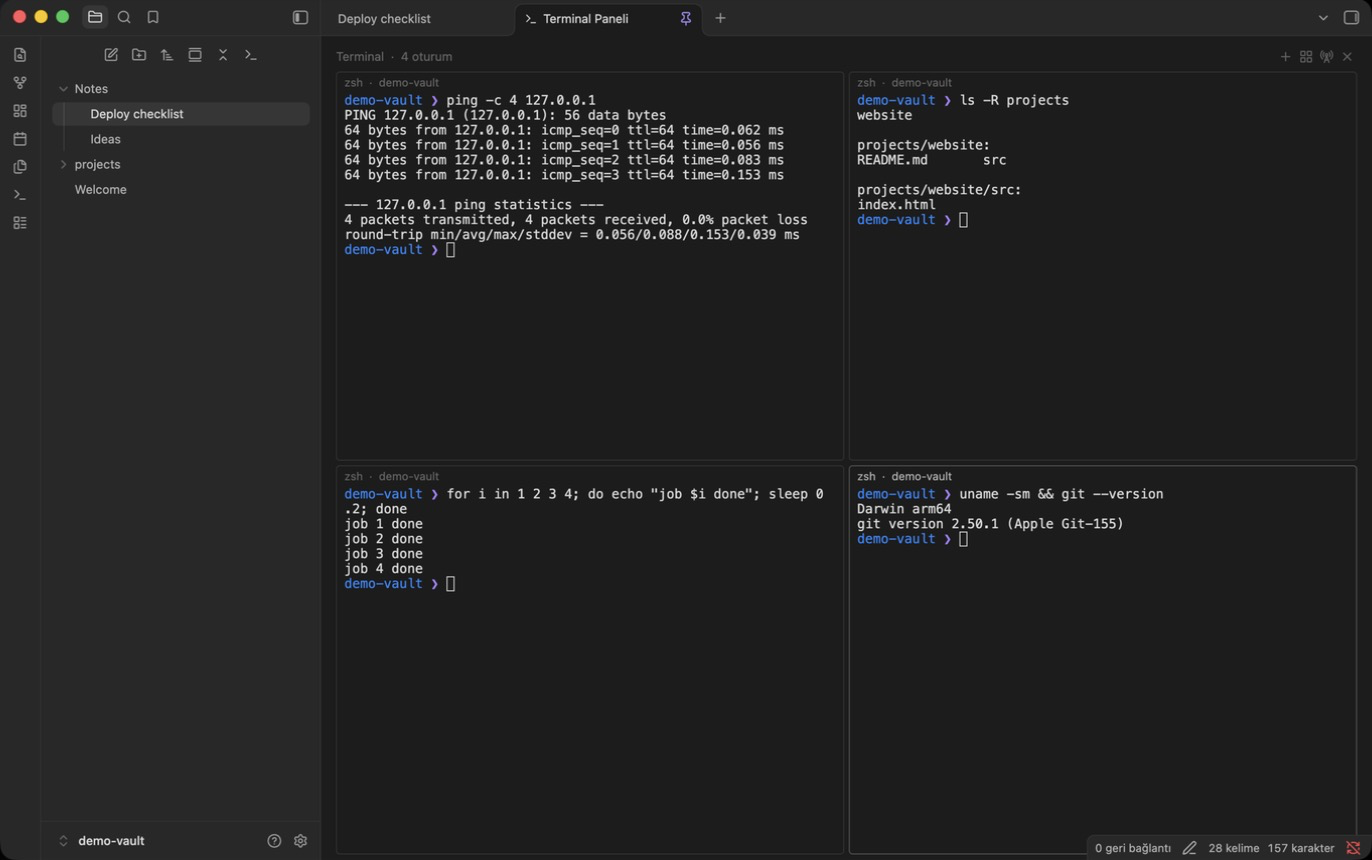 Deploy checklist
Terminal Paneli
Notes
Deploy checklist
Ideas
projects
Welcome
demo-vault
Terminal · 4 oturum
zsh · demo-vault
demo-vault ❯ ping -c 4 127.0.0.1
PING 127.0.0.1 (127.0.0.1): 56 data bytes
64 bytes from 127.0.0.1: icmp_seq=0 ttl=64 time=0.062 ms
64 bytes from 127.0.0.1: icmp_seq=1 ttl=64 time=0.056 ms
64 bytes from 127.0.0.1: icmp_seq=2 ttl=64 time=0.083 ms
64 bytes from 127.0.0.1: icmp_seq=3 ttl=64 time=0.153 ms
--- 127.0.0.1 ping statistics ---
4 packets transmitted, 4 packets received, 0.0% packet loss
round-trip min/avg/max/stddev = 0.056/0.088/0.153/0.039 ms
demo-vault ❯
zsh · demo-vault
demo-vault ❯ ls -R projects
website
projects/website:
README.md       src
projects/website/src:
index.html
demo-vault ❯
zsh · demo-vault
demo-vault ❯ for i in 1 2 3 4; do echo "job $i done"; sleep 0
.2; done
job 1 done
job 2 done
job 3 done
job 4 done
demo-vault ❯
zsh · demo-vault
demo-vault ❯ uname -sm && git --version
Darwin arm64
git version 2.50.1 (Apple Git-155)
demo-vault ❯
0 geri bağlantı 28 kelime 157 karakter